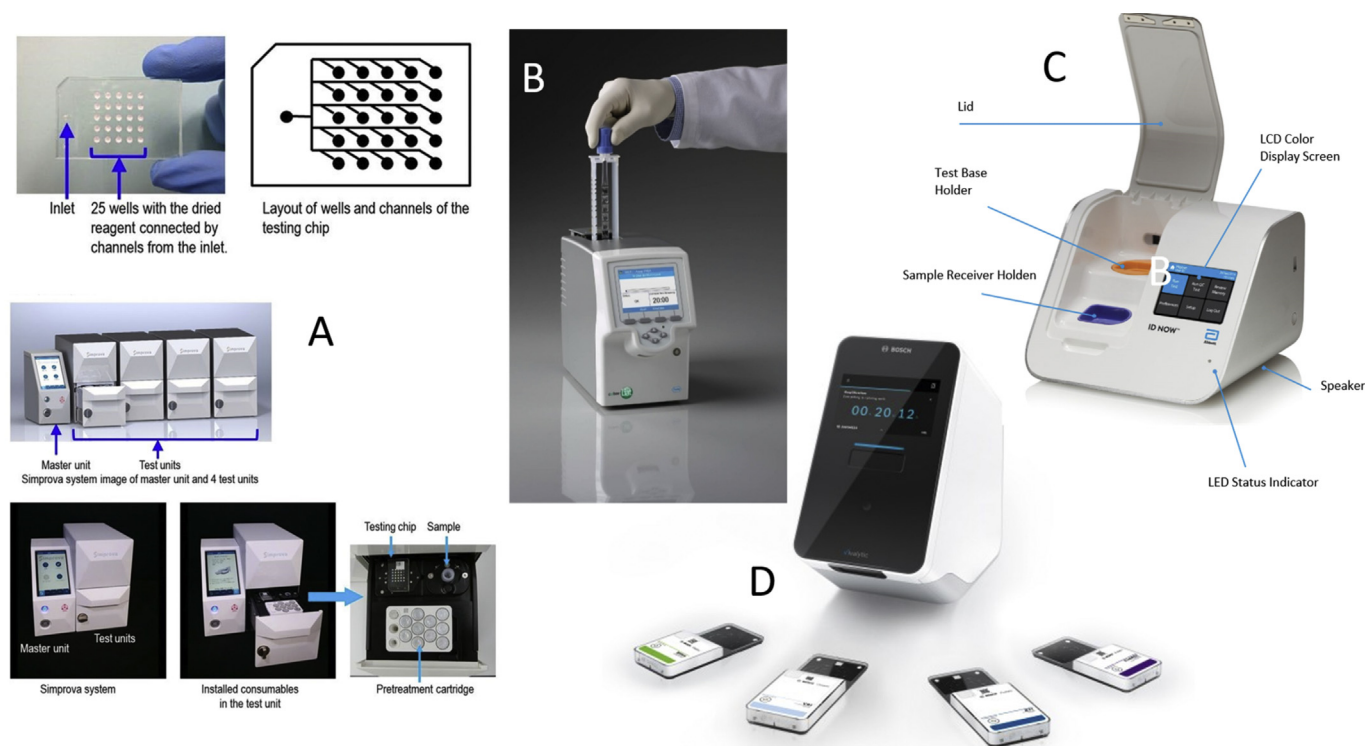 Inlet
25 wells with the dried
reagent connected by
channels from the inlet.
Layout of wells and channels of the
testing chip
A
Simprova
Master unit
Test units
Simprova system image of master unit and 4 test units
Master unit
Test units
Simprova system
Installed consumables
in the test unit
Testing chip
Sample
Pretreatment cartridge
B
20:00
C
Lid
LCD Color
Display Screen
Test Base
Holder
Sample Receiver Holden
B
ID NOW™
Speaker
LED Status Indicator
D
BOSCH
00 20 12